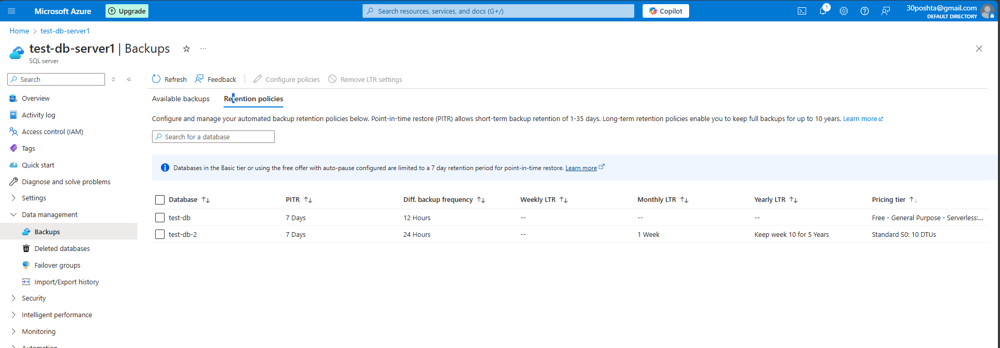 Microsoft Azure
Upgrade
Search resources, services, and docs (G+/)
Copilot
1
30poshta@gmail.com
DEFAULT DIRECTORY
Home > test-db-server1
test-db-server1 | Backups
SQL server
Search
Refresh
Feedback
Configure policies
Remove LTR settings
Overview
Activity log
Access control (IAM)
Tags
Quick start
Diagnose and solve problems
Settings
Data management
Backups
Deleted databases
Failover groups
Import/Export history
Security
Intelligent performance
Monitoring
Automation
Available backups
Retention policies
Configure and manage your automated backup retention policies below. Point-in-time restore (PITR) allows short-term backup retention of 1-35 days. Long-term retention policies enable you to keep full backups for up to 10 years. Learn more
Search for a database
Databases in the Basic tier or using the free offer with auto-pause configured are limited to a 7 day retention period for point-in-time restore. Learn more
Database PITR Diff. backup frequency Weekly LTR Monthly LTR Yearly LTR Pricing tier
test-db 7 Days 12 Hours -- -- -- Free - General Purpose - Serverless:...
test-db-2 7 Days 24 Hours -- 1 Week Keep week 10 for 5 Years Standard S0: 10 DTUs